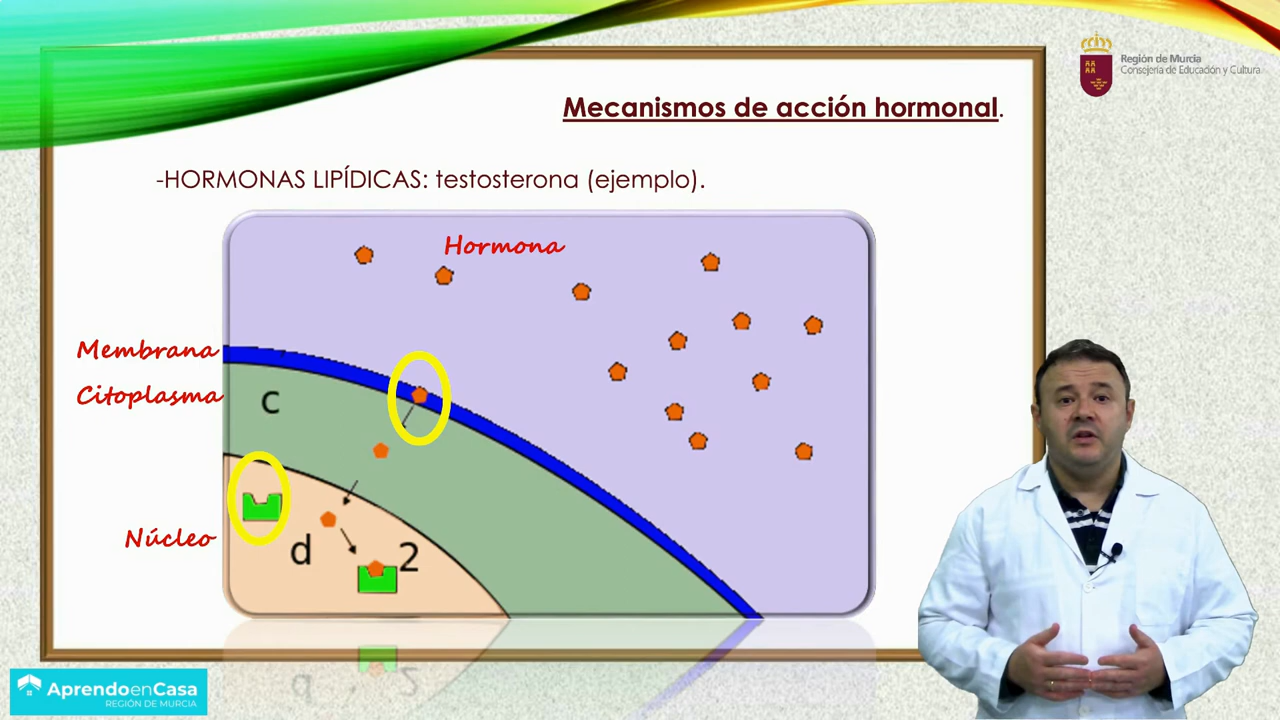 Región de Murcia
Consejería de Educación y Cultura.
Mecanismos de acción hormonal.
-HORMONAS LIPÍDICAS: testosterona (ejemplo).
Hormona
Membrana
Citoplasma
c
Núcleo
d
2
AprendoenCasa
REGIÓN DE MURCIA